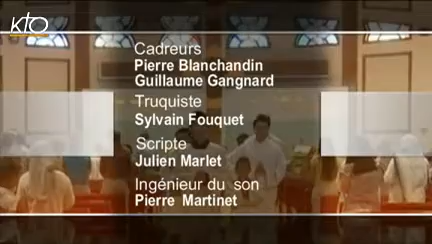 kto
Cadreurs
Pierre Blanchandin
Guillaume Gangnard
Truquiste
Sylvain Fouquet
Scripte
Julien Marlet
Ingénieur du son
Pierre Martinet